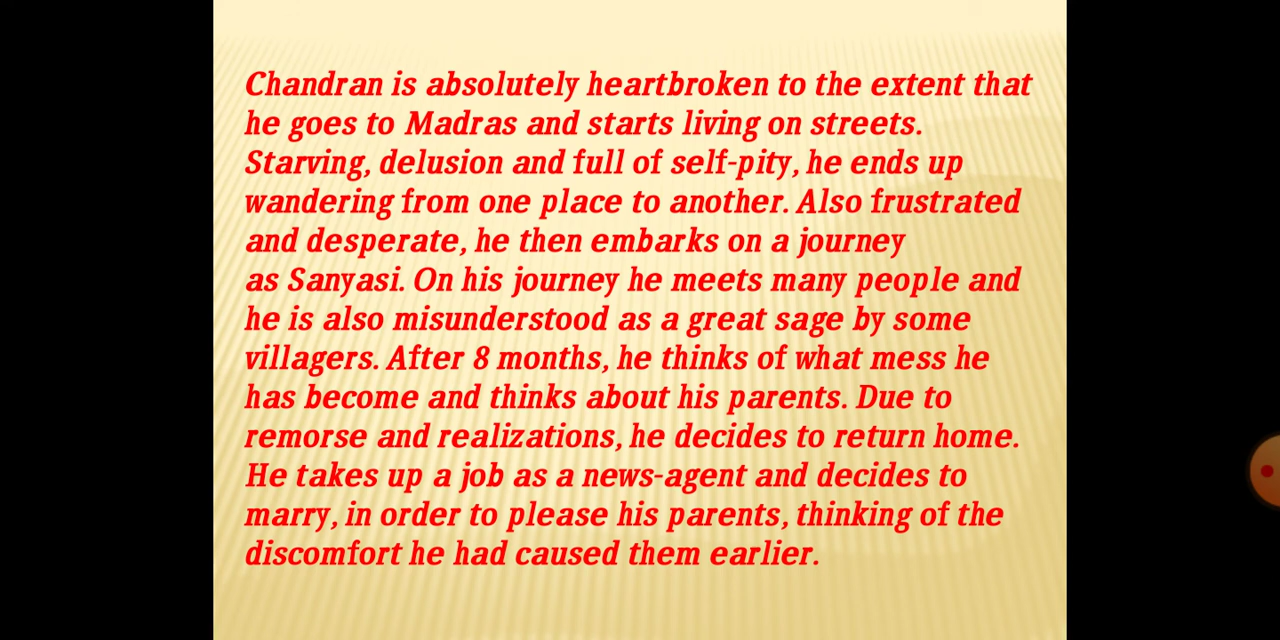 Chandran is absolutely heartbroken to the extent that
he goes to Madras and starts living on streets.
Starving, delusion and full of self-pity, he ends up
wandering from one place to another. Also frustrated
and desperate, he then embarks on a journey
as Sanyasi. On his journey he meets many people and
he is also misunderstood as a great sage by some
villagers. After 8 months, he thinks of what mess he
has become and thinks about his parents. Due to
remorse and realizations, he decides to return home.
He takes up a job as a news-agent and decides to
marry, in order to please his parents, thinking of the
discomfort he had caused them earlier.